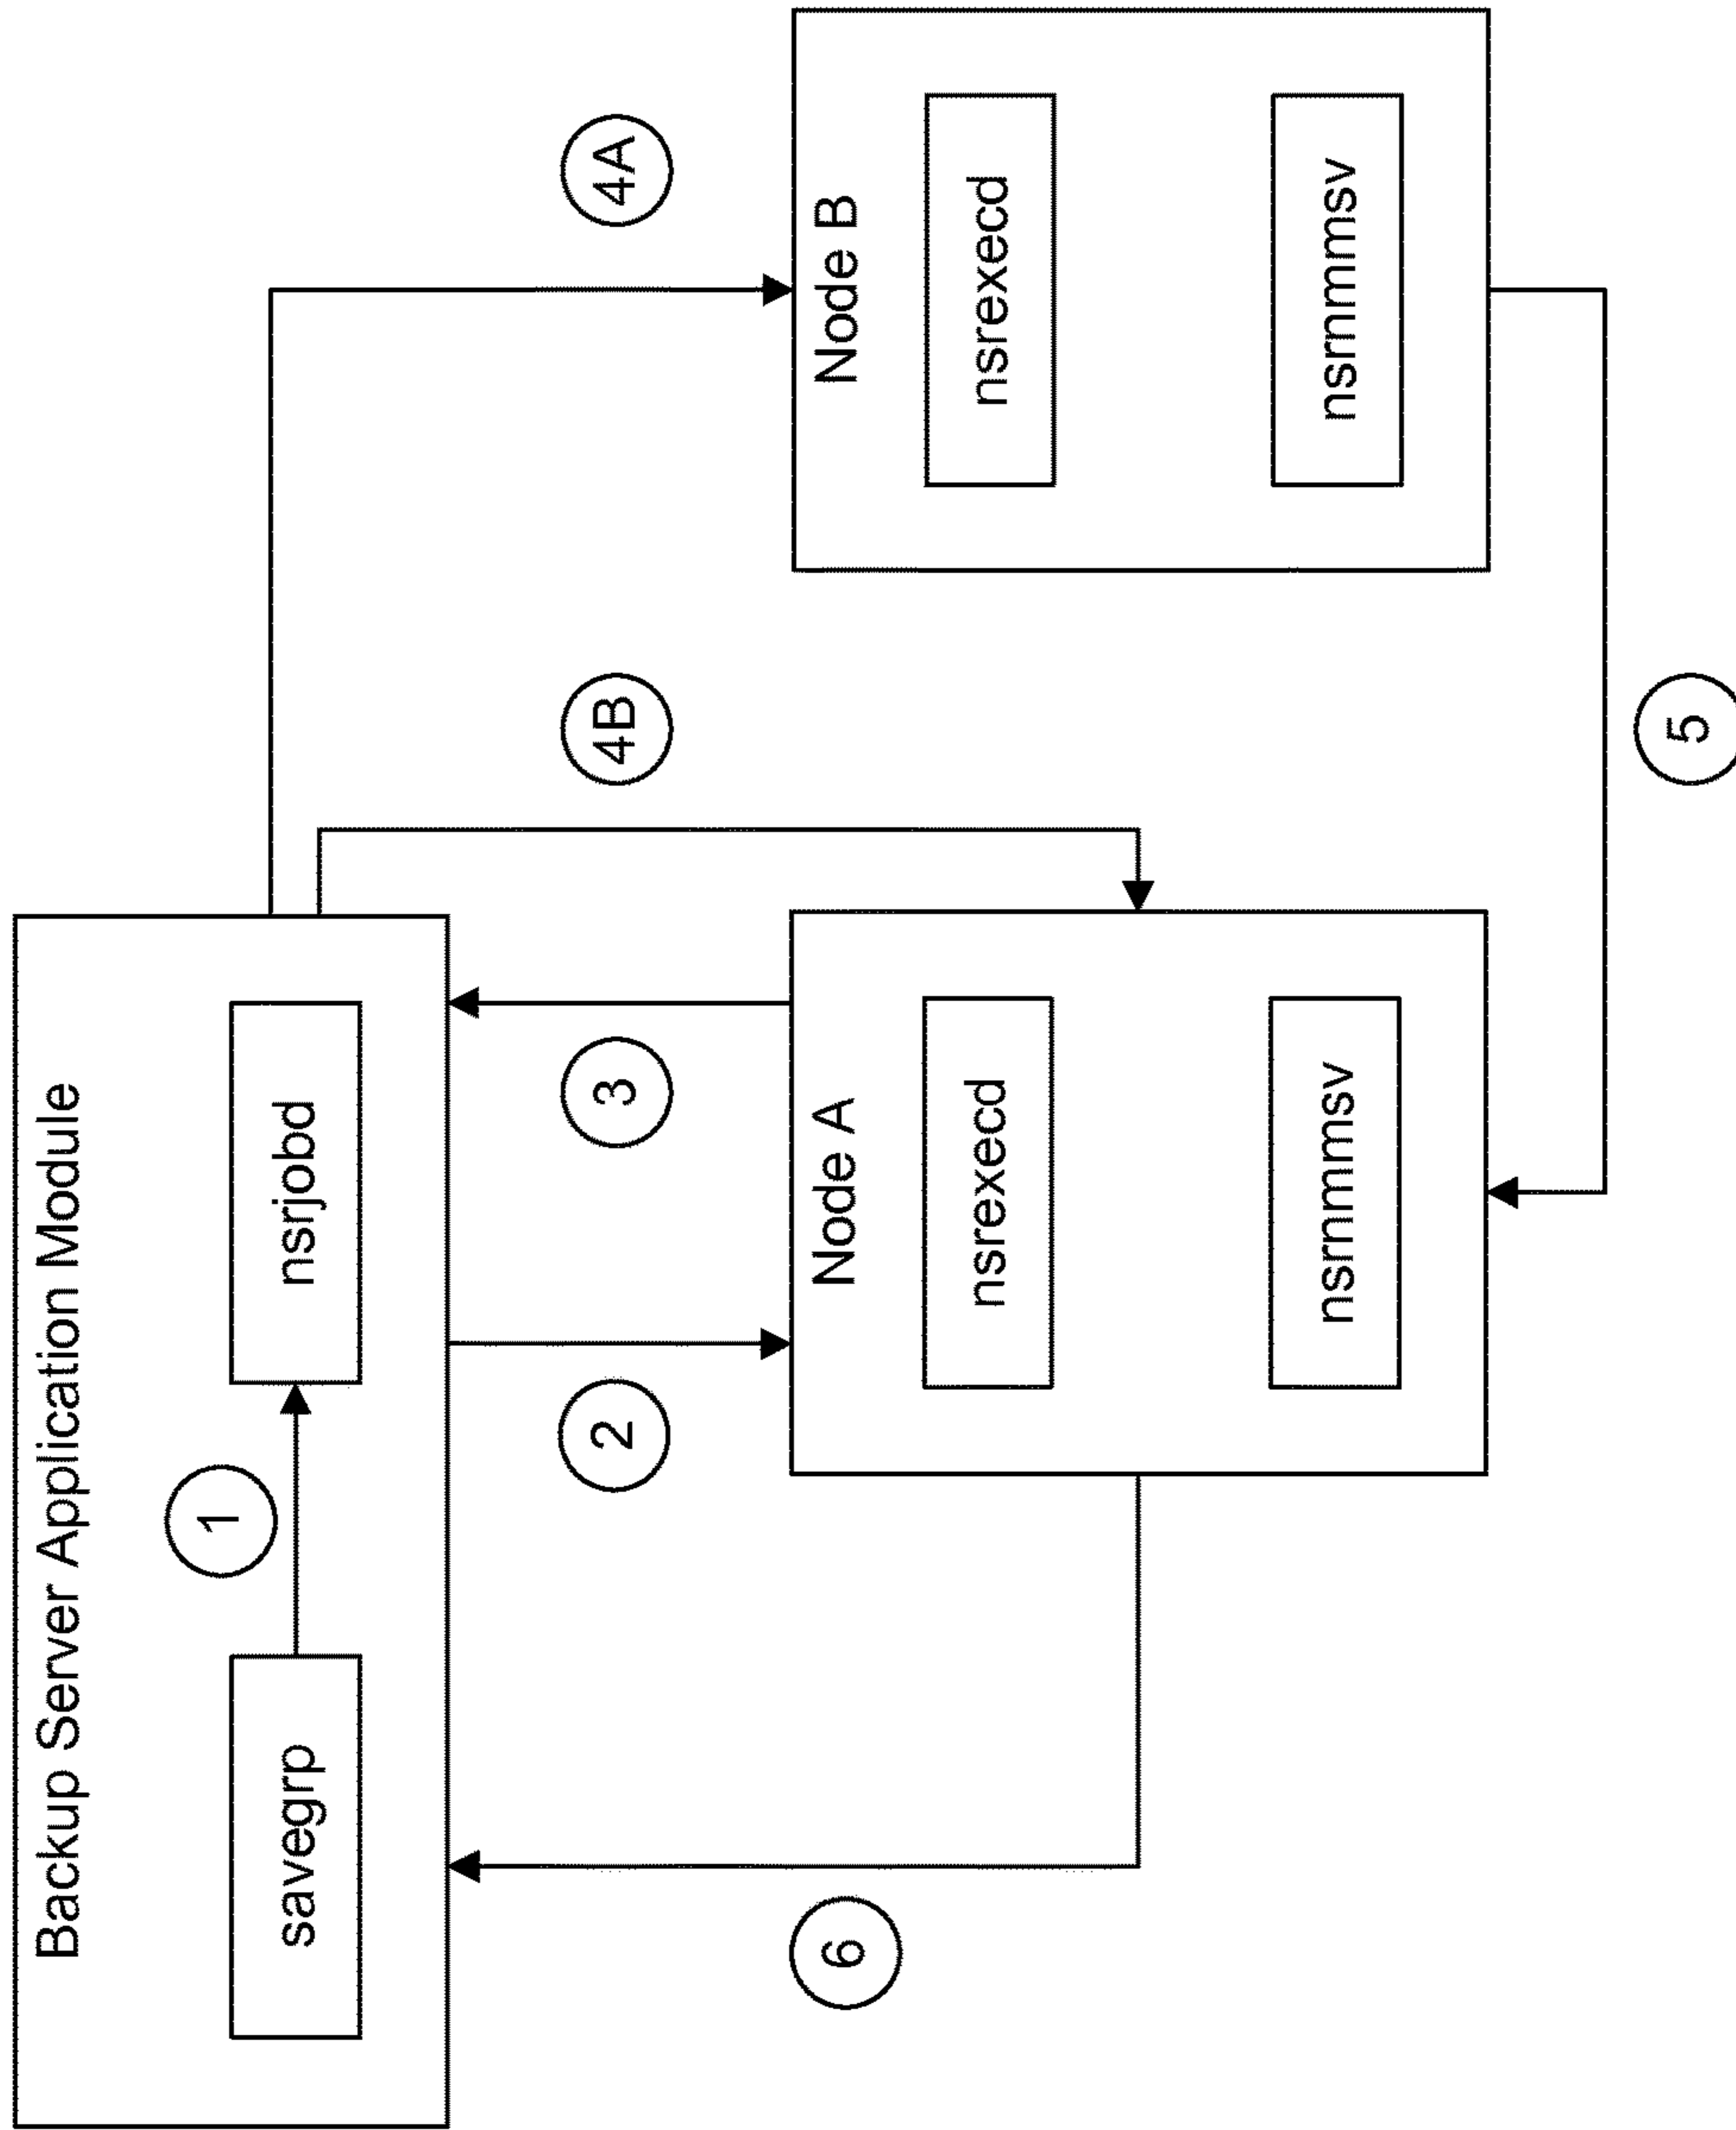 Backup Server Application Module
savegrp
1
nsrjobd
2
3
4B
4A
6
Node A
nsrexecd
nsrnmmsv
Node B
nsrexecd
nsrnmmsv
5